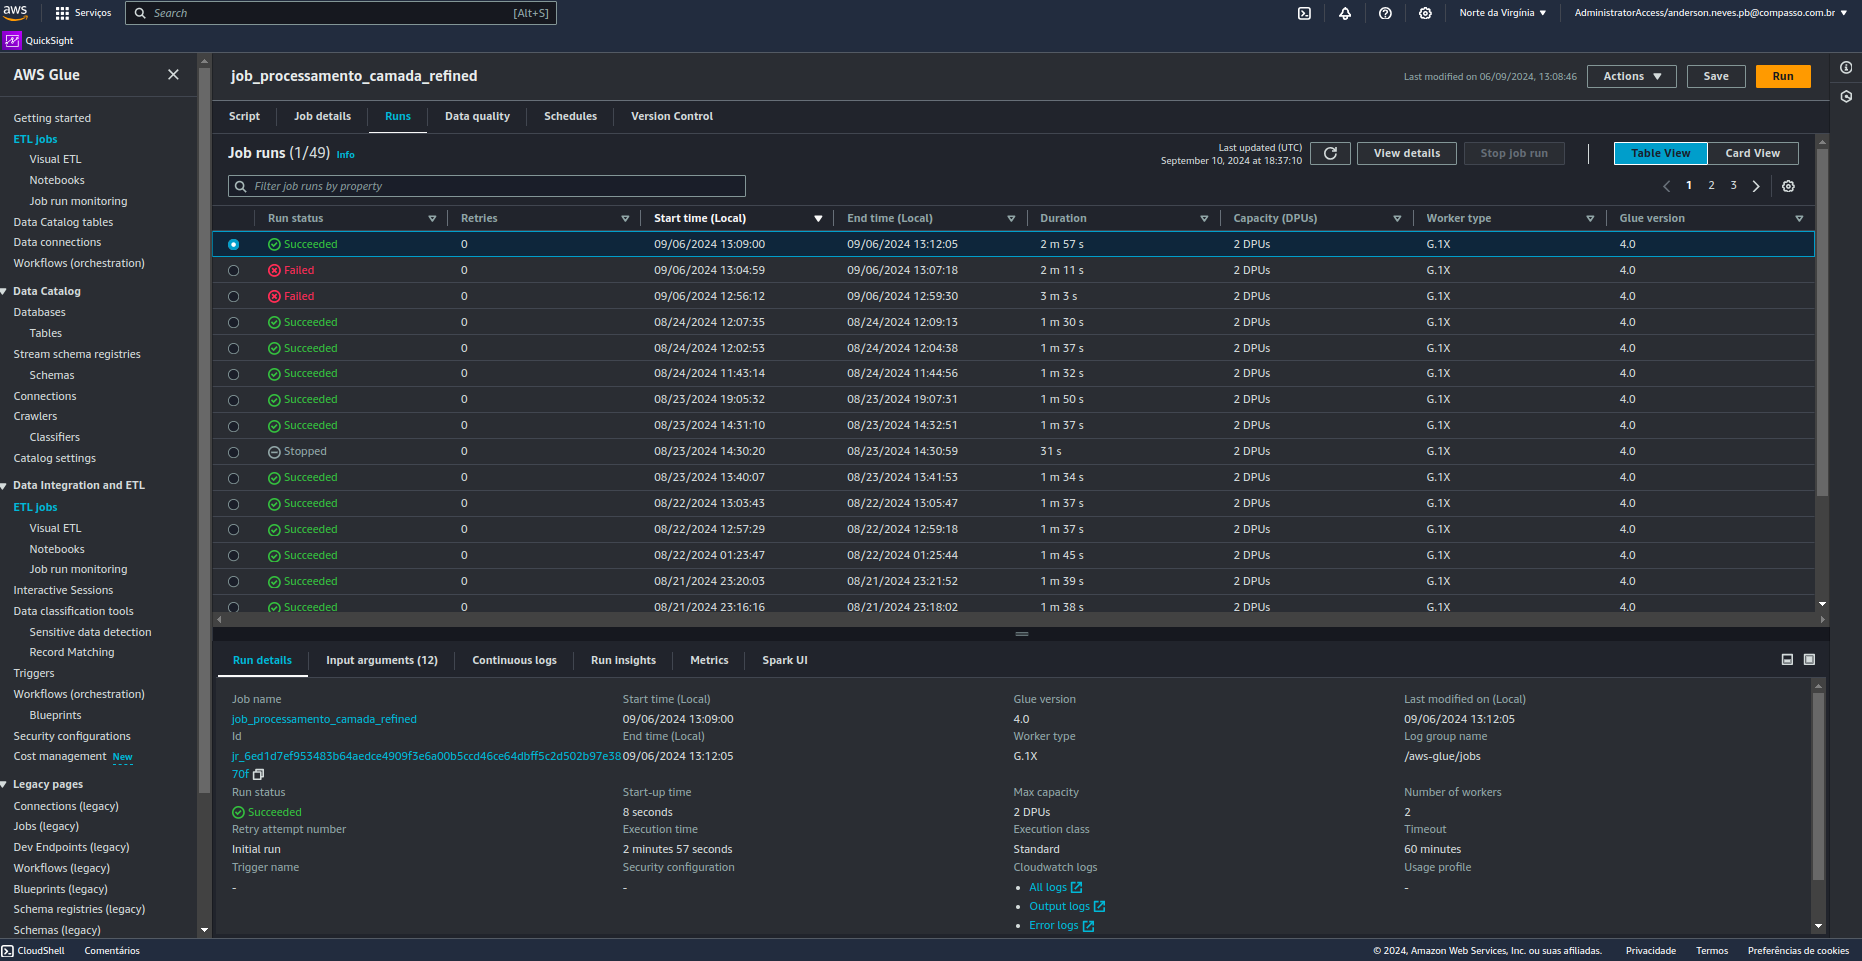 aws
Serviços
Search
[Alt+S]
Norte da Virgínia
AdministratorAccess/anderson.neves.pb@compasso.com.br
QuickSight
AWS Glue
Getting started
ETL jobs
Visual ETL
Notebooks
Job run monitoring
Data Catalog tables
Data connections
Workflows (orchestration)
Data Catalog
Databases
Tables
Stream schema registries
Schemas
Connections
Crawlers
Classifiers
Catalog settings
Data Integration and ETL
ETL jobs
Visual ETL
Notebooks
Job run monitoring
Interactive Sessions
Data classification tools
Sensitive data detection
Record Matching
Triggers
Workflows (orchestration)
Blueprints
Security configurations
Cost management New
Legacy pages
Connections (legacy)
Jobs (legacy)
Dev Endpoints (legacy)
Workflows (legacy)
Blueprints (legacy)
Schema registries (legacy)
Schemas (legacy)
job_processamento_camada_refined
Last modified on 06/09/2024, 13:08:46
Actions
Save
Run
Script Job details Runs Data quality Schedules Version Control
Job runs (1/49) Info
Last updated (UTC)
September 10, 2024 at 18:37:10
View details
Stop job run
Table View
Card View
Filter job runs by property
1 2 3
Run status Retries Start time (Local) End time (Local) Duration Capacity (DPUs) Worker type Glue version
Succeeded 0 09/06/2024 13:09:00 09/06/2024 13:12:05 2 m 57 s 2 DPUs G.1X 4.0
Failed 0 09/06/2024 13:04:59 09/06/2024 13:07:18 2 m 11 s 2 DPUs G.1X 4.0
Failed 0 09/06/2024 12:56:12 09/06/2024 12:59:30 3 m 3 s 2 DPUs G.1X 4.0
Succeeded 0 08/24/2024 12:07:35 08/24/2024 12:09:13 1 m 30 s 2 DPUs G.1X 4.0
Succeeded 0 08/24/2024 12:02:53 08/24/2024 12:04:38 1 m 37 s 2 DPUs G.1X 4.0
Succeeded 0 08/24/2024 11:43:14 08/24/2024 11:44:56 1 m 32 s 2 DPUs G.1X 4.0
Succeeded 0 08/23/2024 19:05:32 08/23/2024 19:07:31 1 m 50 s 2 DPUs G.1X 4.0
Succeeded 0 08/23/2024 14:31:10 08/23/2024 14:32:51 1 m 37 s 2 DPUs G.1X 4.0
Stopped 0 08/23/2024 14:30:20 08/23/2024 14:30:59 31 s 2 DPUs G.1X 4.0
Succeeded 0 08/23/2024 13:40:07 08/23/2024 13:41:53 1 m 34 s 2 DPUs G.1X 4.0
Succeeded 0 08/22/2024 13:03:43 08/22/2024 13:05:47 1 m 37 s 2 DPUs G.1X 4.0
Succeeded 0 08/22/2024 12:57:29 08/22/2024 12:59:18 1 m 37 s 2 DPUs G.1X 4.0
Succeeded 0 08/22/2024 01:23:47 08/22/2024 01:25:44 1 m 45 s 2 DPUs G.1X 4.0
Succeeded 0 08/21/2024 23:20:03 08/21/2024 23:21:52 1 m 39 s 2 DPUs G.1X 4.0
Succeeded 0 08/21/2024 23:16:16 08/21/2024 23:18:02 1 m 38 s 2 DPUs G.1X 4.0
Run details Input arguments (12) Continuous logs Run insights Metrics Spark UI
Job name
job_processamento_camada_refined
Id
jr_6ed1d7ef953483b64aedce4909f3e6a00b5ccd46ce64dbff5c2d502b97e38
70f
Run status
Succeeded
Retry attempt number
Initial run
Trigger name
-
Start time (Local)
09/06/2024 13:09:00
End time (Local)
09/06/2024 13:12:05
Start-up time
8 seconds
Execution time
2 minutes 57 seconds
Security configuration
-
Glue version
4.0
Worker type
G.1X
Max capacity
2 DPUs
Execution class
Standard
Cloudwatch logs
All logs
Output logs
Error logs
Last modified on (Local)
09/06/2024 13:12:05
Log group name
/aws-glue/jobs
Number of workers
2
Timeout
60 minutes
Usage profile
-
CloudShell
Comentários
© 2024, Amazon Web Services, Inc. ou suas afiliadas.
Privacidade
Termos
Preferências de cookies